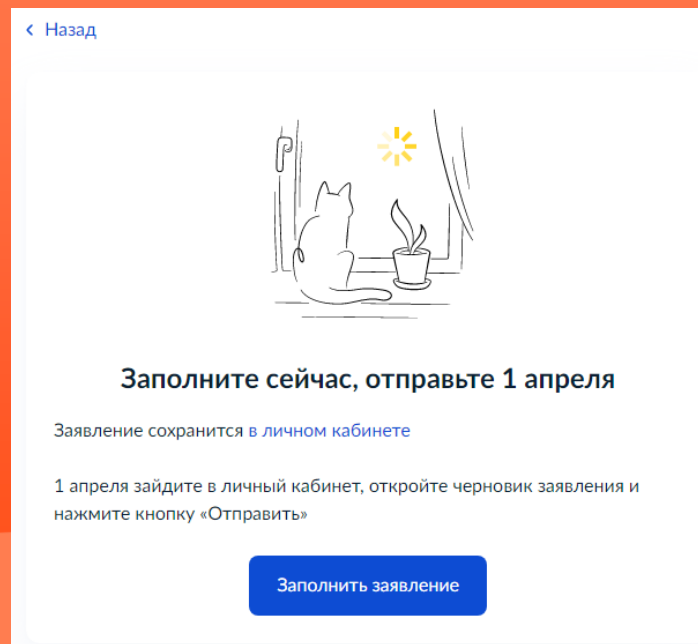 Назад
Заполните сейчас, отправьте 1 апреля
Заявление сохранится в личном кабинете
1 апреля зайдите в личный кабинет, откройте черновик заявления и
нажмите кнопку «Отправить»
Заполнить заявление